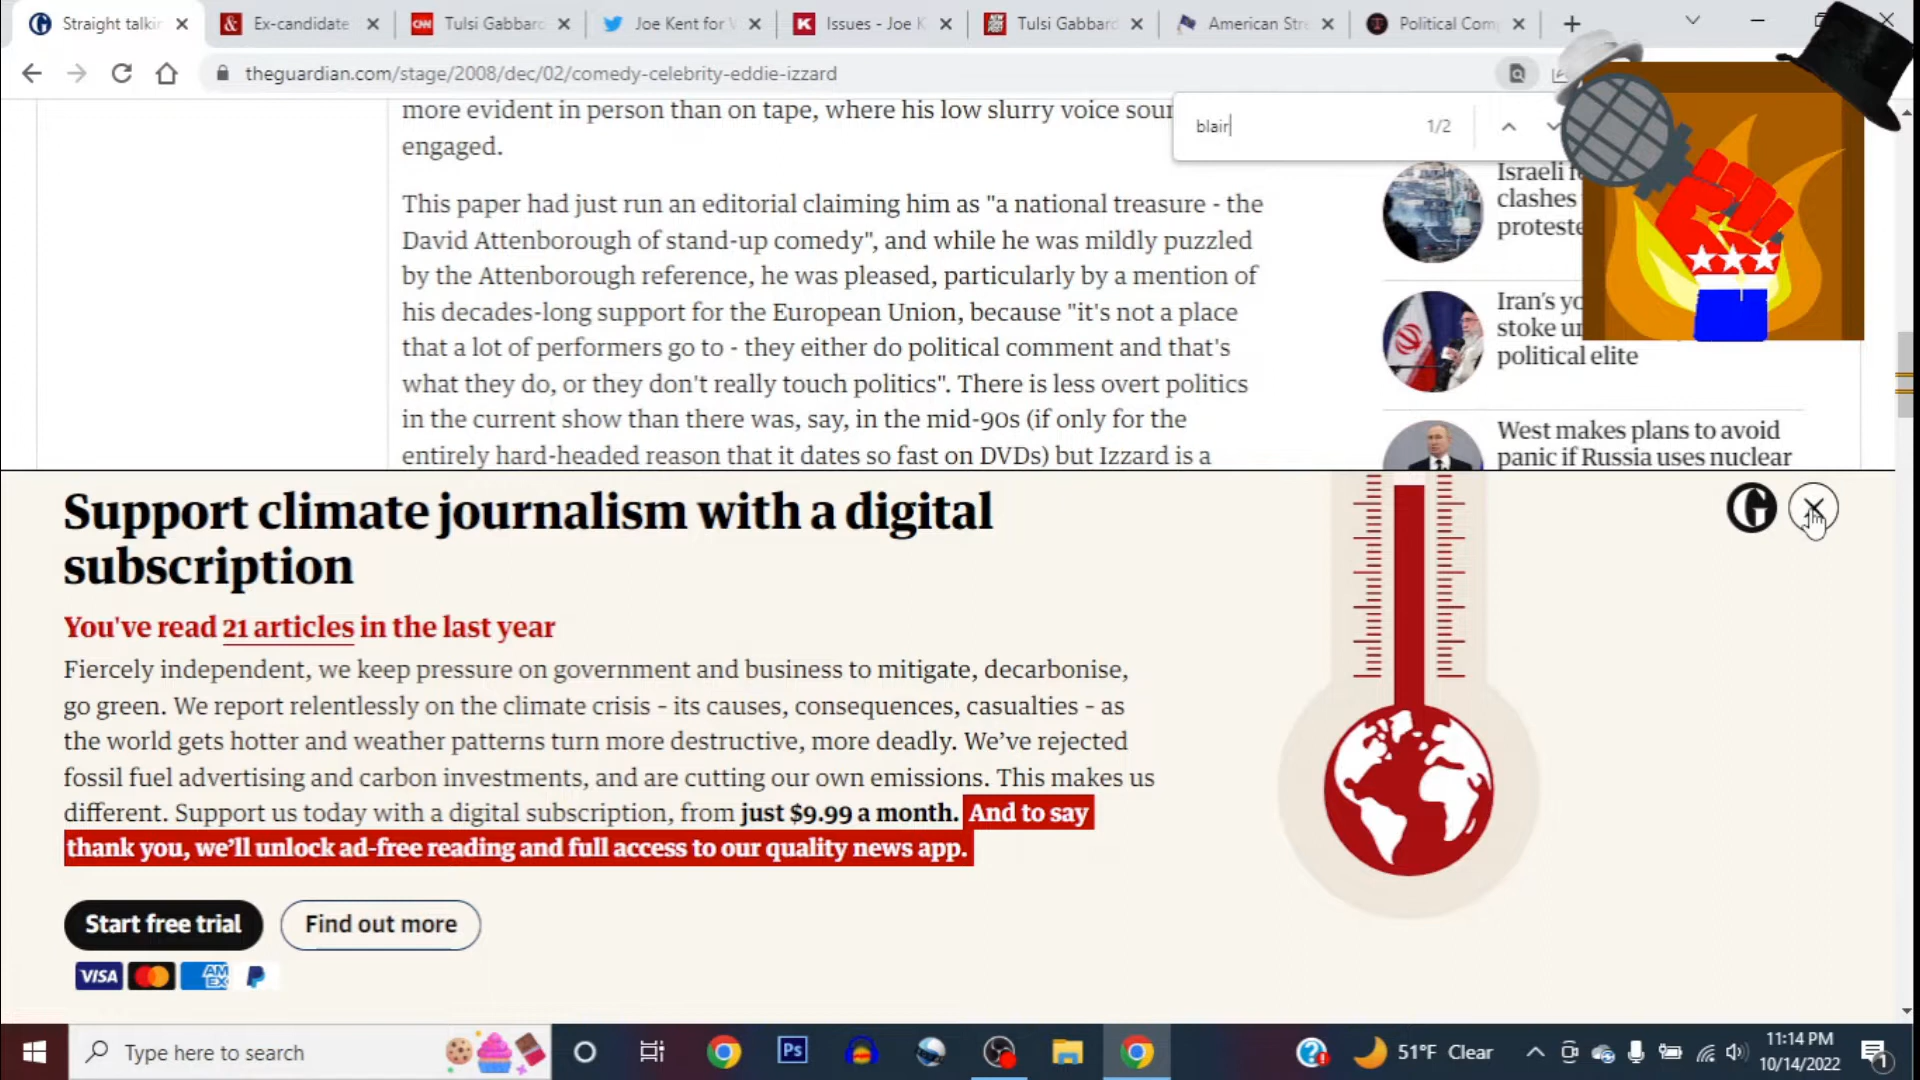 Straight talkin
Ex-candidate
CNN
Tulsi Gabbard
Joe Kent for
K
Issues - Joe K
Tulsi Gabbard
American Str
Political Com
theguardian.com/stage/2008/dec/02/comedy-celebrity-eddie-izzard
blair
1/2
more evident in person than on tape, where his low slurry voice
engaged.
This paper had just run an editorial claiming him as "a national treasure - the
David Attenborough of stand-up comedy", and while he was mildly puzzled
by the Attenborough reference, he was pleased, particularly by a mention of
his decades-long support for the European Union, because "it's not a place
that a lot of performers go to - they either do political comment and that's
what they do, or they don't really touch politics". There is less overt politics
in the current show than there was, say, in the mid-90s (if only for the
entirely hard-headed reason that it dates so fast on DVDs) but Izzard is a
Israeli
clashes
proteste
Iran's
stoke
political elite
West makes plans to avoid
panic if Russia uses nuclear
Support climate journalism with a digital
subscription
You've read 21 articles in the last year
Fiercely independent, we keep pressure on government and business to mitigate, decarbonise,
go green. We report relentlessly on the climate crisis - its causes, consequences, casualties - as
the world gets hotter and weather patterns turn more destructive, more deadly. We've rejected
fossil fuel advertising and carbon investments, and are cutting our own emissions. This makes us
different. Support us today with a digital subscription, from just $9.99 a month. And to say
thank you, we'll unlock ad-free reading and full access to our quality news app.
Start free trial
Find out more
VISA
AM
EX
Type here to search
Ps
51°F Clear
11:14 PM
10/14/2022
1